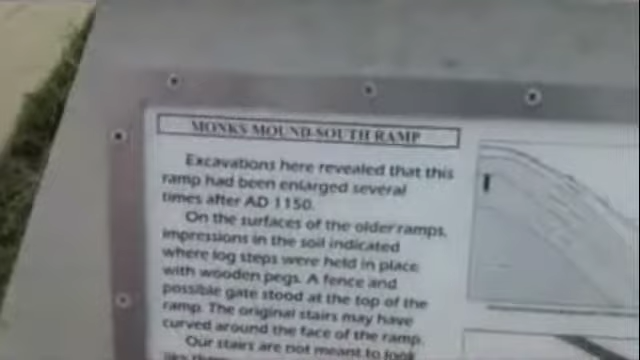 MONKS MOUND-SOUTH RAMP
Excavations here revealed that this
ramp had been enlarged several
times after AD 1150.
On the surfaces of the older ramps,
impressions in the soil indicated
where log steps were held in place
with wooden pegs. A fence and
possible gate stood at the top of the
ramp. The original stairs may have
curved around the face of the ramp.
Our stairs are not meant to look
like